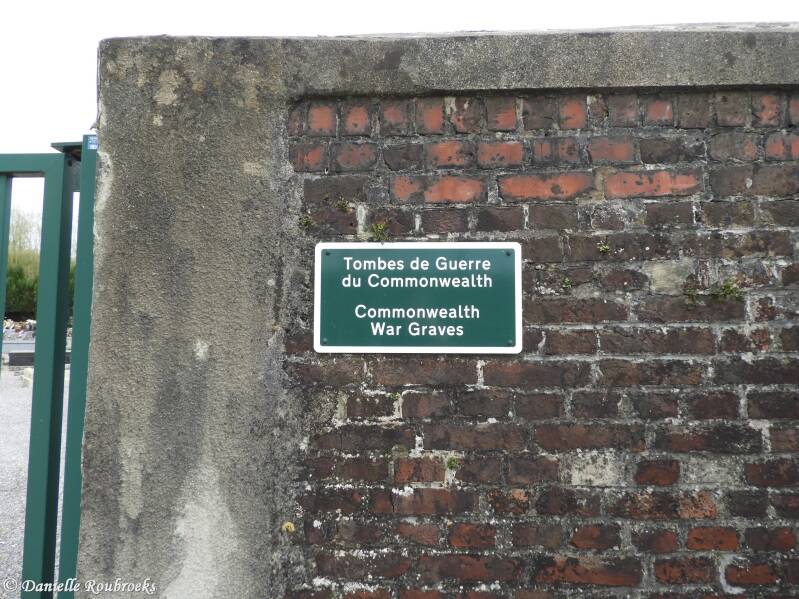 Tombes de Guerre
du Commonwealth
Commonwealth
War Graves
©Danielle Roubroeks